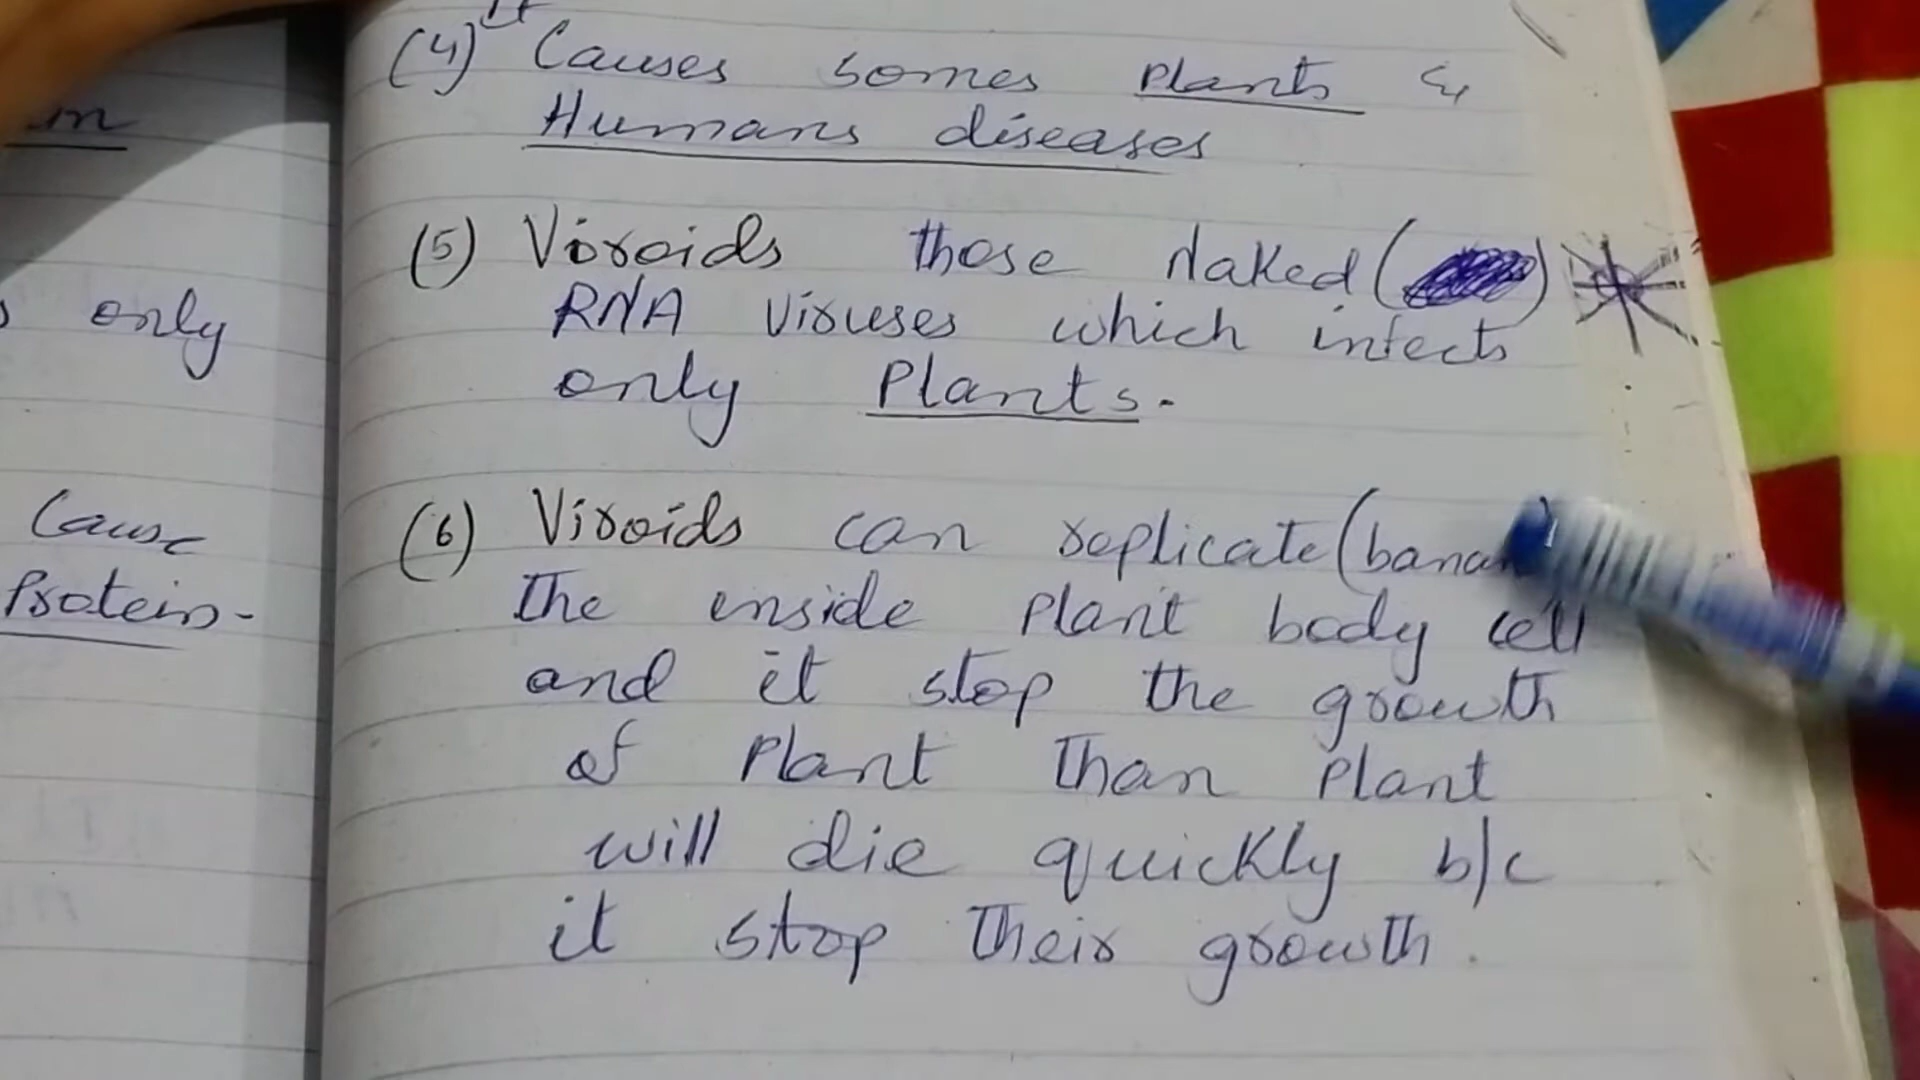 in
s only
Cause
Protein-
It
(4) Causes somes Plants &
Humans diseases
(5) Viroids those Naked ( )
RNA Viruses which infects
only Plants.
(6) Viroids can replicate (bana
The inside Plant body cell
and it stop the growth
of Plant Than Plant
will die quickly b/c
it stop Their growth.